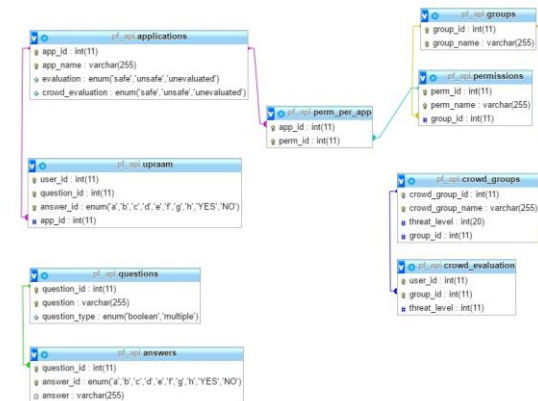 pf_api applications
app_id : int(11)
app_name : varchar(255)
evaluation : enum('safe','unsafe','unevaluated')
crowd_evaluation : enum('safe','unsafe','unevaluated')
pf_api upraam
user_id : int(11)
question_id : int(11)
answer_id : enum('a','b','c','d','e','f','g','h','YES','NO')
app_id : int(11)
pf_api questions
question_id : int(11)
question : varchar(255)
question_type : enum('boolean','multiple')
pf_api answers
question_id : int(11)
answer_id : enum('a','b','c','d','e','f','g','h','YES','NO')
answer : varchar(255)
pf_api perm_per_app
app_id : int(11)
perm_id : int(11)
pf_api groups
group_id : int(11)
group_name : varchar(255)
pf_api permissions
perm_id : int(11)
perm_name : varchar(255)
group_id : int(11)
pf_api crowd_groups
crowd_group_id : int(11)
crowd_group_name : varchar(255)
threat_level : int(20)
group_id : int(11)
pf_api crowd_evaluation
user_id : int(11)
group_id : int(11)
threat_level : int(11)